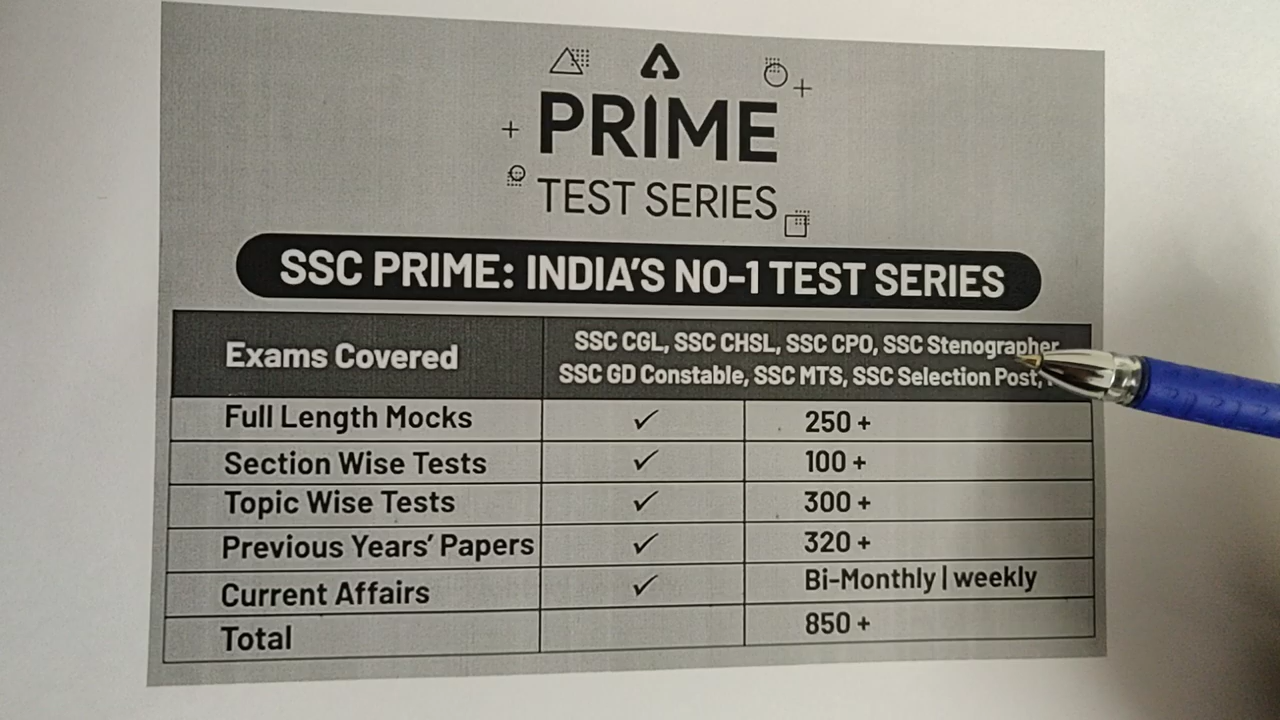 PRIME
TEST SERIES
SSC PRIME: INDIA'S NO-1 TEST SERIES
Exams Covered
SSC CGL, SSC CHSL, SSC CPO, SSC Stenographer
SSC GD Constable, SSC MTS, SSC Selection Post,
Full Length Mocks ✓ 250 +
Section Wise Tests ✓ 100 +
Topic Wise Tests ✓ 300 +
Previous Years' Papers ✓ 320 +
Current Affairs ✓ Bi-Monthly | weekly
Total 850 +